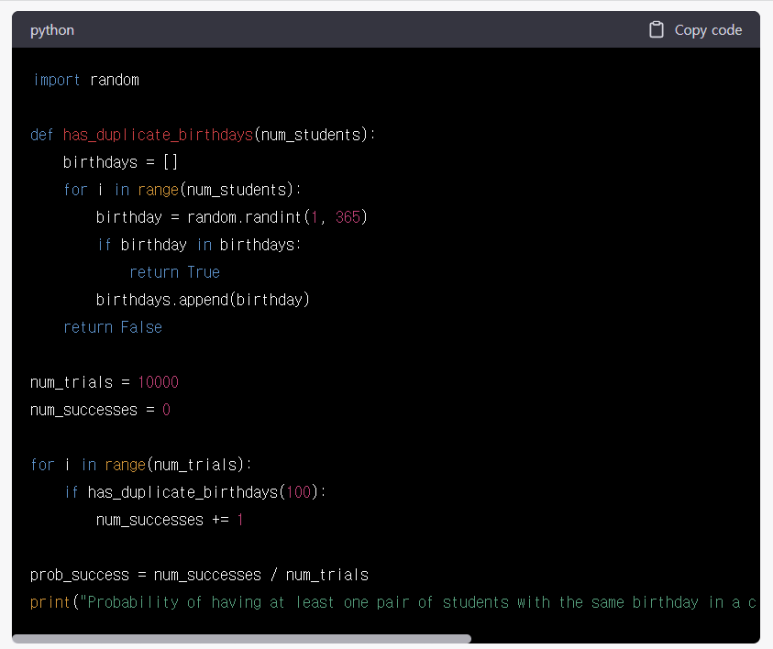 python
Copy code
import random
def has_duplicate_birthdays(num_students):
    birthdays = []
    for i in range(num_students):
        birthday = random.randint(1, 365)
        if birthday in birthdays:
            return True
        birthdays.append(birthday)
    return False
num_trials = 10000
num_successes = 0
for i in range(num_trials):
    if has_duplicate_birthdays(100):
        num_successes += 1
prob_success = num_successes / num_trials
print("Probability of having at least one pair of students with the same birthday in a c